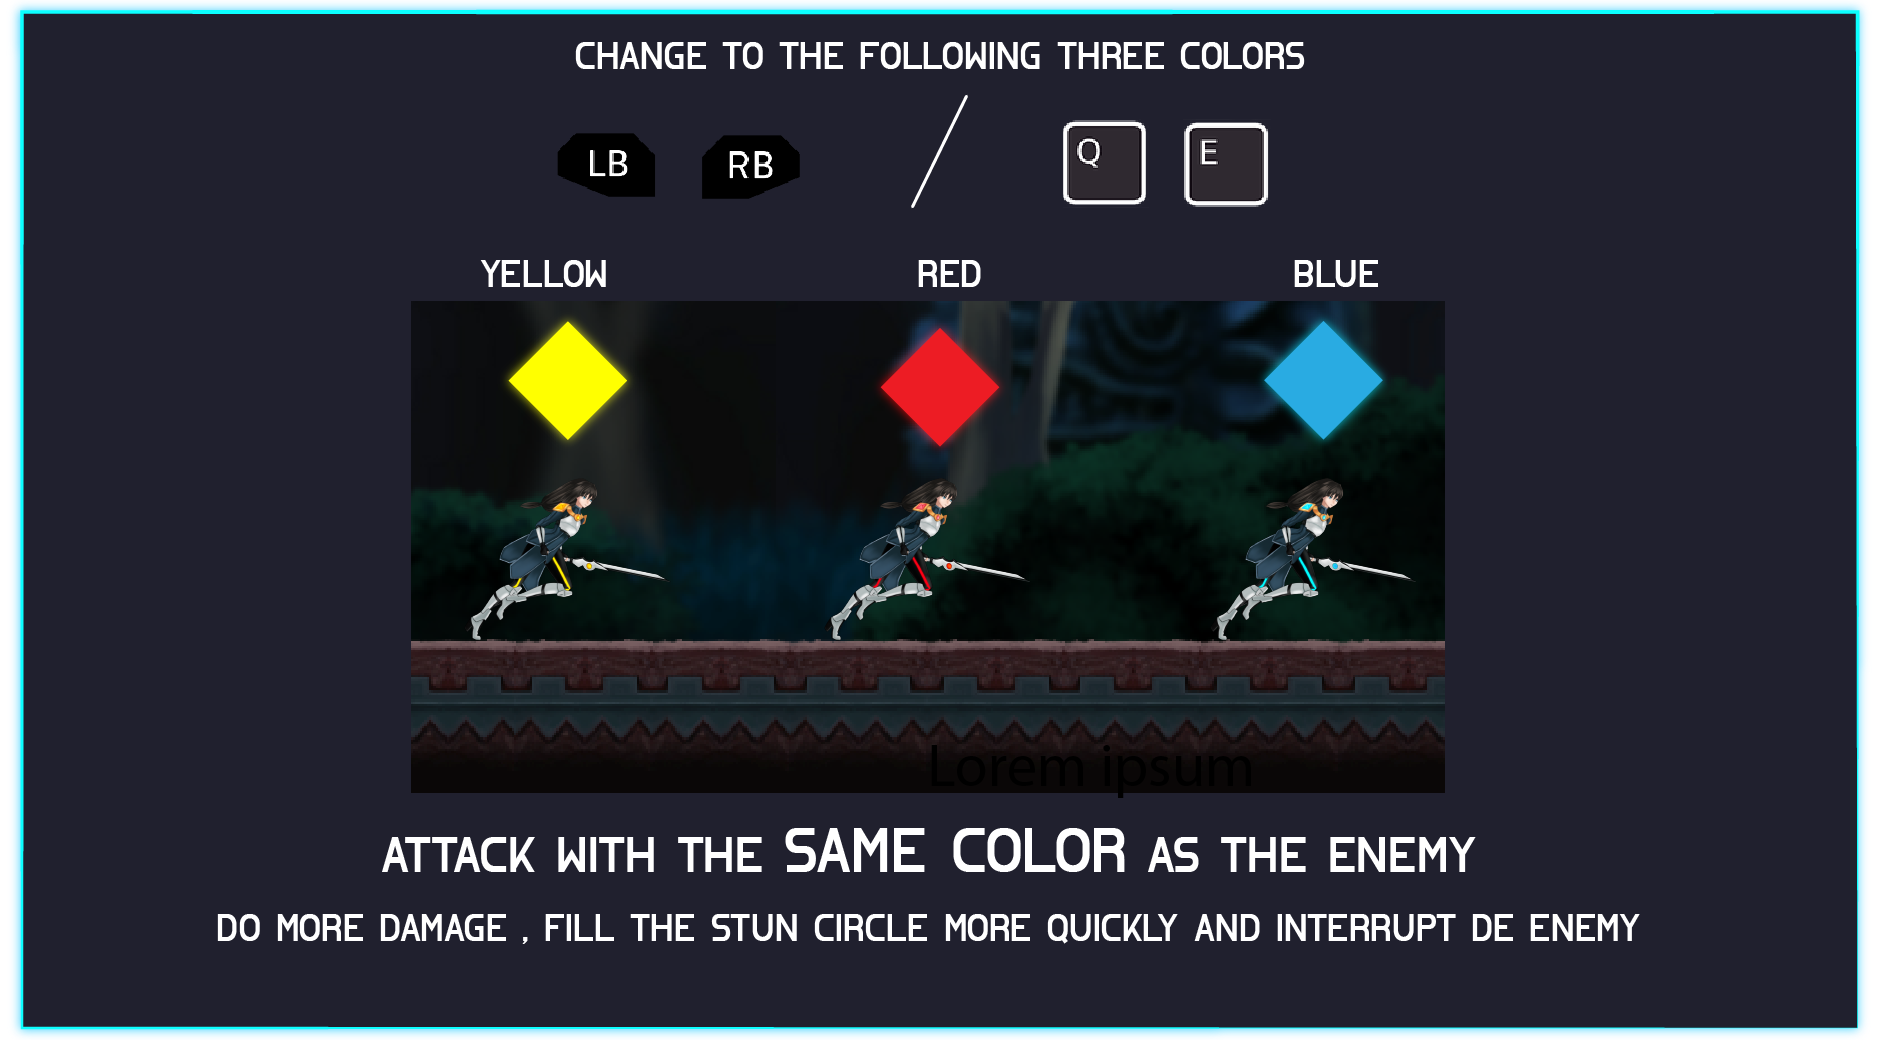 CHANGE TO THE FOLLOWING THREE COLORS
LB RB / Q E
YELLOW RED BLUE
Lorem ipsum
ATTACK WITH THE SAME COLOR AS THE ENEMY
DO MORE DAMAGE , FILL THE STUN CIRCLE MORE QUICKLY AND INTERRUPT DE ENEMY